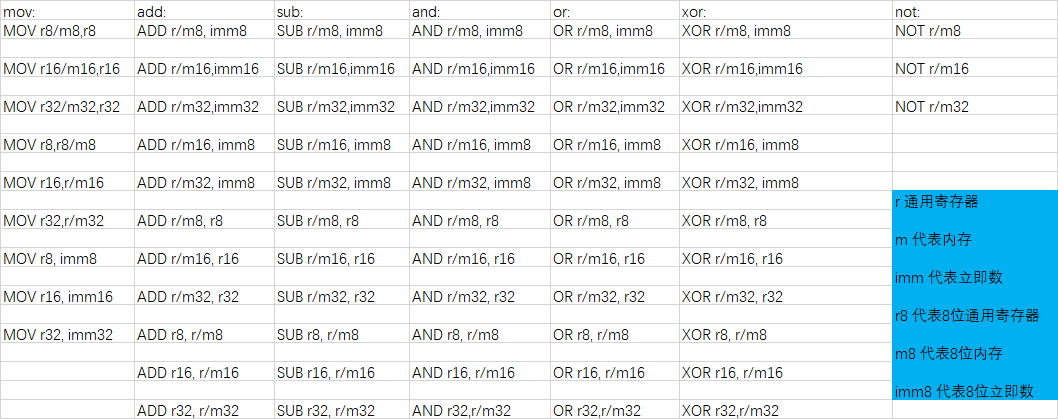 mov: add: sub: and: or: xor: not:
MOV r8/m8,r8 ADD r/m8, imm8 SUB r/m8, imm8 AND r/m8, imm8 OR r/m8, imm8 XOR r/m8, imm8 NOT r/m8
MOV r16/m16,r16 ADD r/m16,imm16 SUB r/m16,imm16 AND r/m16,imm16 OR r/m16,imm16 XOR r/m16,imm16 NOT r/m16
MOV r32/m32,r32 ADD r/m32,imm32 SUB r/m32,imm32 AND r/m32,imm32 OR r/m32,imm32 XOR r/m32,imm32 NOT r/m32
MOV r8,r8/m8 ADD r/m16, imm8 SUB r/m16, imm8 AND r/m16, imm8 OR r/m16, imm8 XOR r/m16, imm8
MOV r16,r/m16 ADD r/m32, imm8 SUB r/m32, imm8 AND r/m32, imm8 OR r/m32, imm8 XOR r/m32, imm8
r 通用寄存器
MOV r32,r/m32 ADD r/m8, r8 SUB r/m8, r8 AND r/m8, r8 OR r/m8, r8 XOR r/m8, r8
m 代表内存
MOV r8, imm8 ADD r/m16, r16 SUB r/m16, r16 AND r/m16, r16 OR r/m16, r16 XOR r/m16, r16
imm 代表立即数
MOV r16, imm16 ADD r/m32, r32 SUB r/m32, r32 AND r/m32, r32 OR r/m32, r32 XOR r/m32, r32
r8 代表8位通用寄存器
MOV r32, imm32 ADD r8, r/m8 SUB r8, r/m8 AND r8, r/m8 OR r8, r/m8 XOR r8, r/m8
m8 代表8位内存
ADD r16, r/m16 SUB r16, r/m16 AND r16, r/m16 OR r16, r/m16 XOR r16, r/m16
imm8 代表8位立即数
ADD r32, r/m32 SUB r32, r/m32 AND r32,r/m32 OR r32,r/m32 XOR r32,r/m32